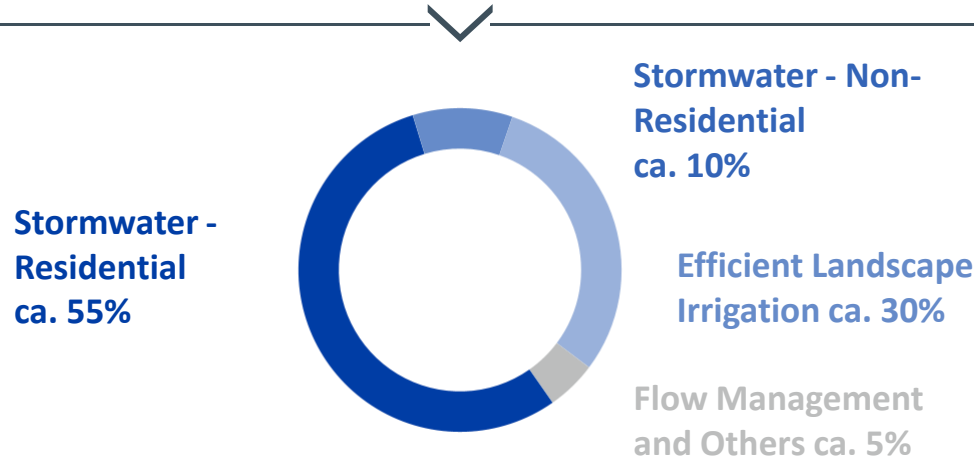 Stormwater - Non-
Residential
ca. 10%
Stormwater -
Residential
ca. 55%
Efficient Landscape
Irrigation ca. 30%
Flow Management
and Others ca. 5%